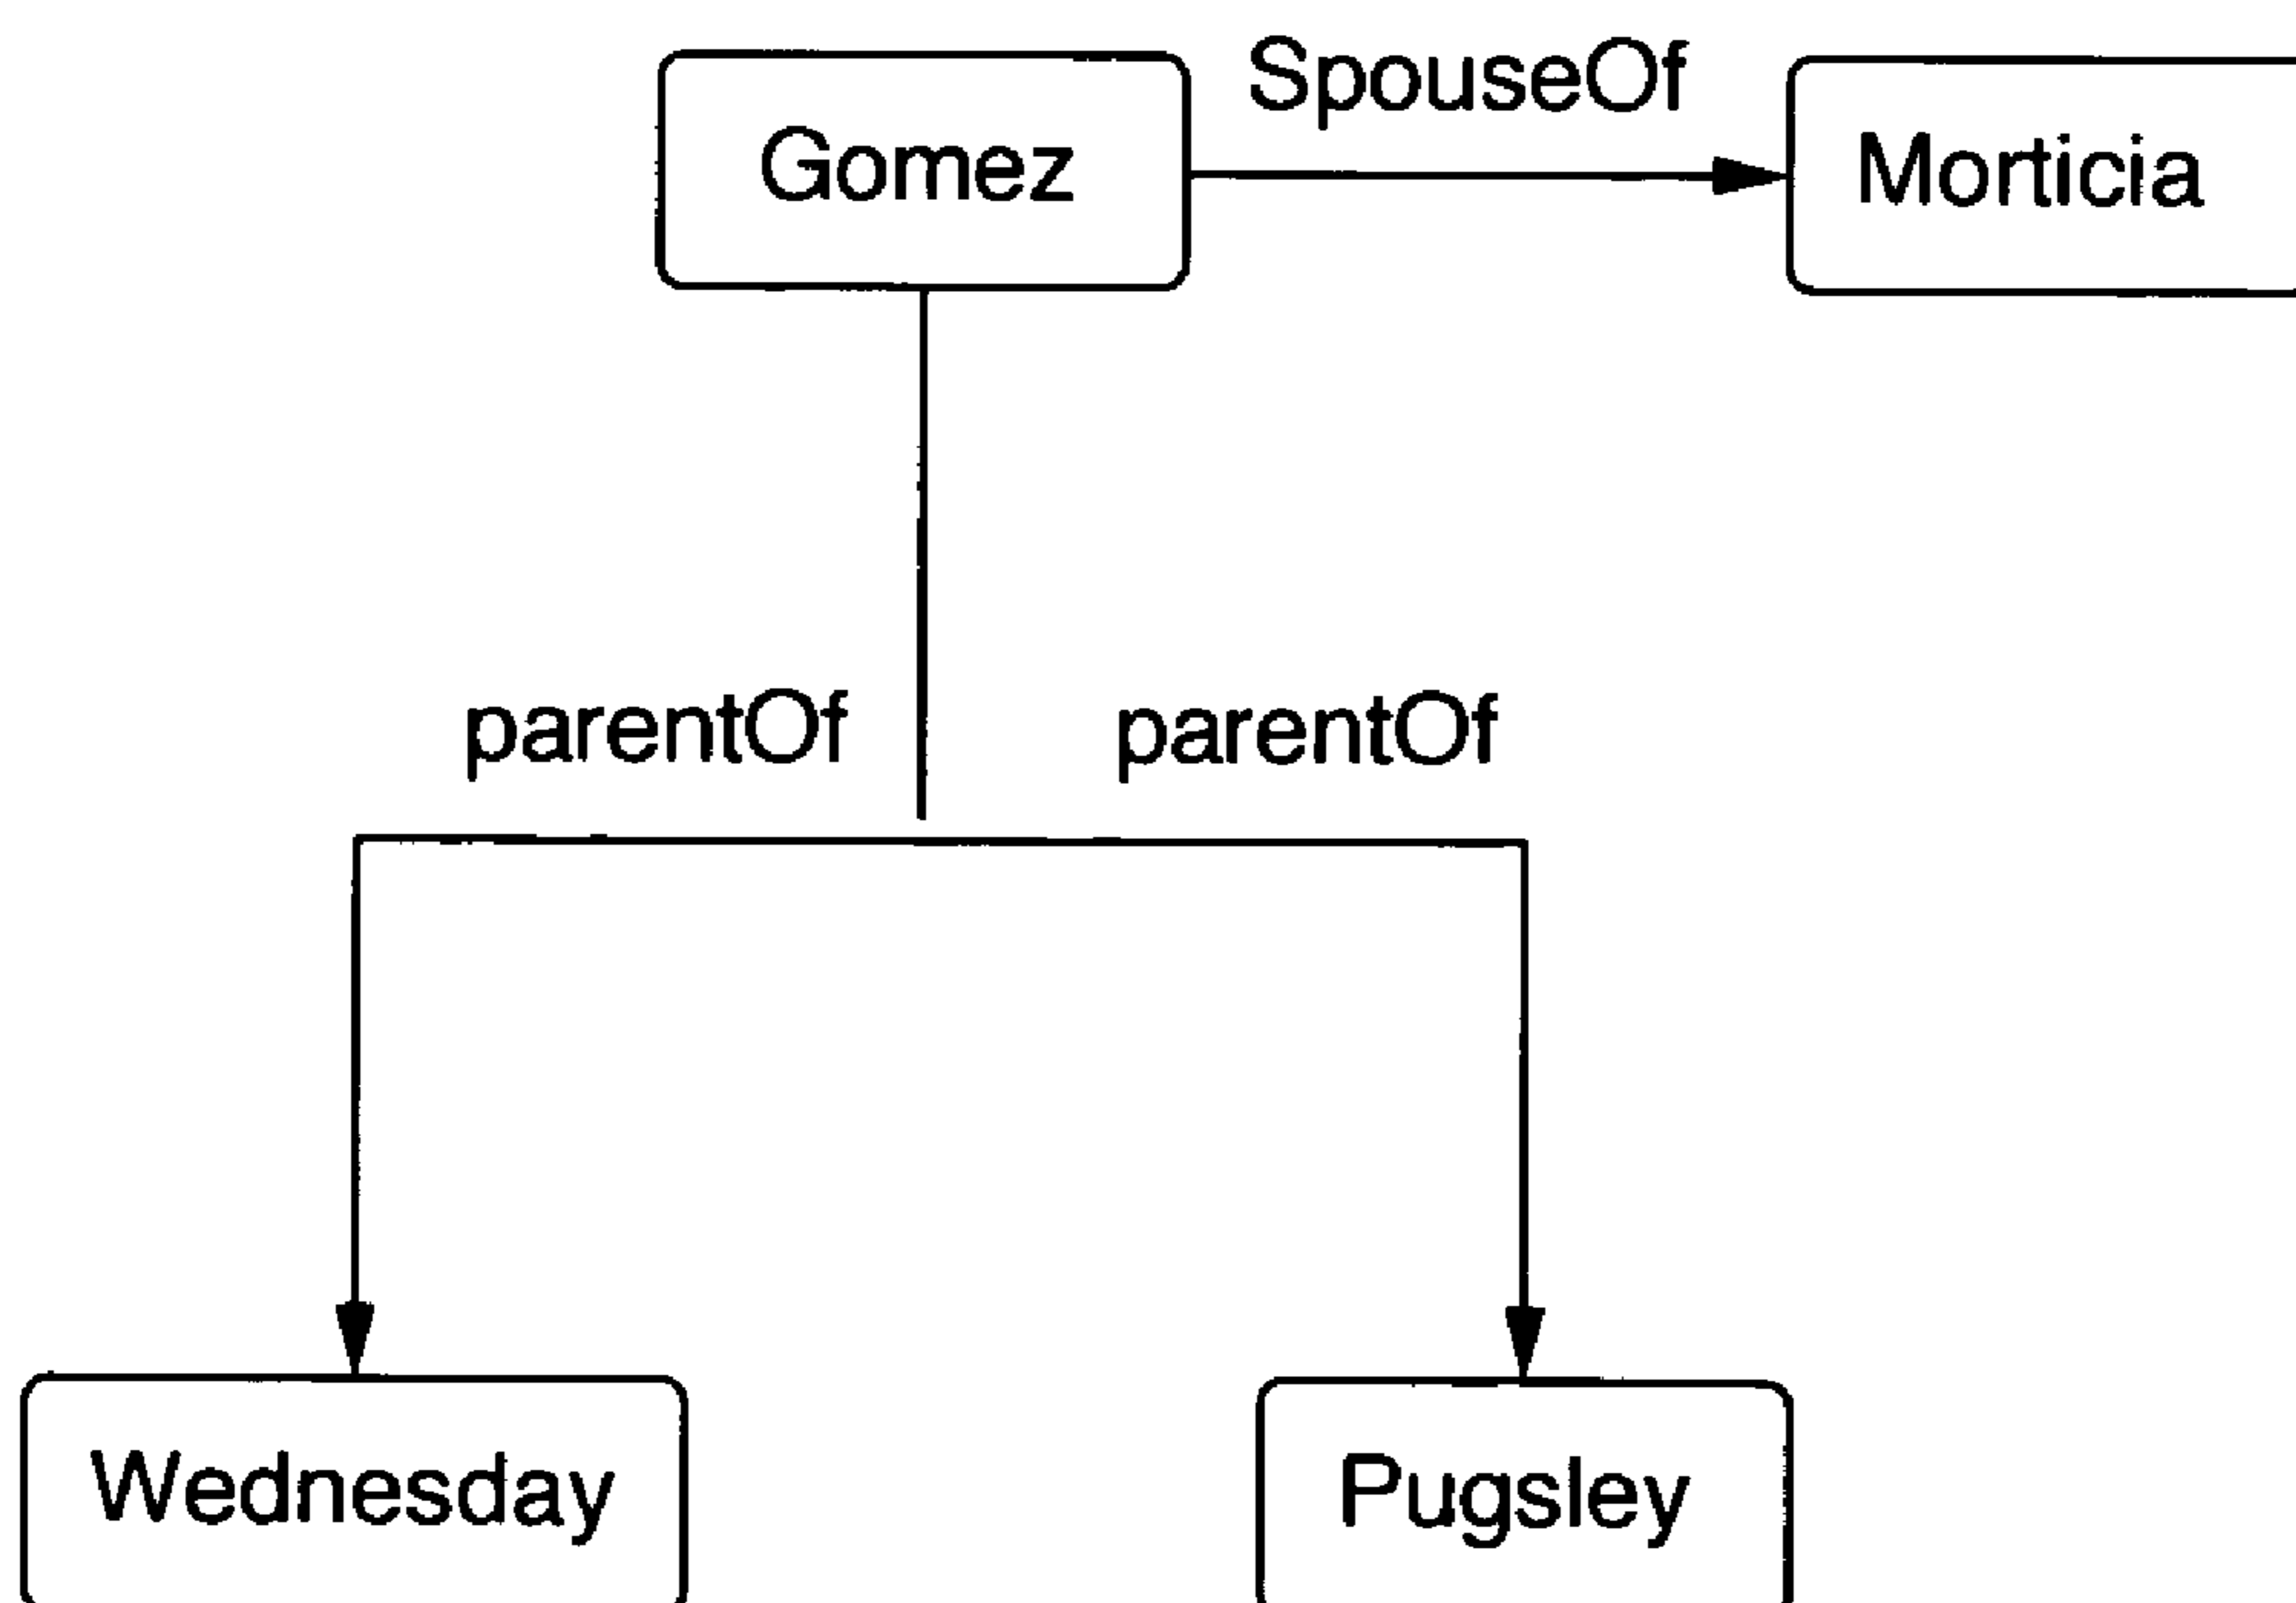 SpouseOf
Gomez
Morticia
parentOf
parentOf
Wednesday
Pugsley